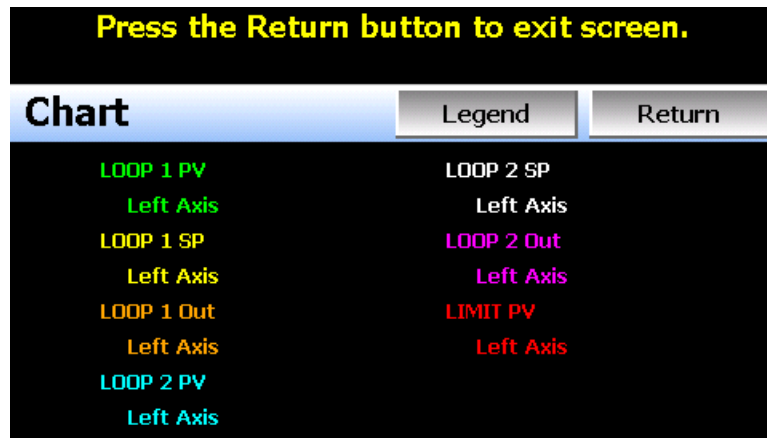 Press the Return button to exit screen.
Chart
Legend
Return
LOOP 1 PV
Left Axis
LOOP 1 SP
Left Axis
LOOP 1 Out
Left Axis
LOOP 2 PV
Left Axis
LOOP 2 SP
Left Axis
LOOP 2 Out
Left Axis
LIMIT PV
Left Axis